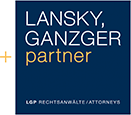 LANSKY,
GANZGER
+ partner
LGP RECHTSANWÄLTE / ATTORNEYS